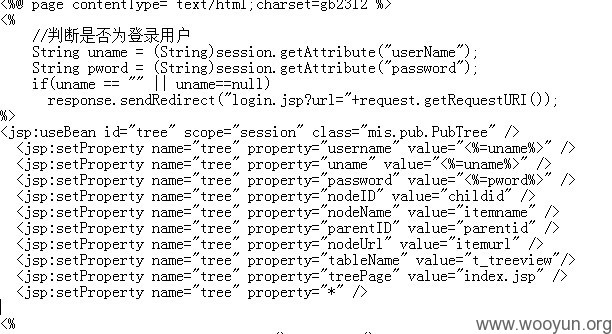 <%@ page contentType= text/html;charset=gb2312 %>
<%
//判断是否为登录用户
String uname = (String)session.getAttribute("userName");
String pword = (String)session.getAttribute("password");
if(uname == "" || uname==null)
response.sendRedirect("login.jsp?url="+request.getRequestURI());
%>
<jsp:useBean id="tree" scope="session" class="mis.pub.PubTree" />
<jsp:setProperty name="tree" property="username" value="<%=uname%>" />
<jsp:setProperty name="tree" property="uname" value="<%=uname%>" />
<jsp:setProperty name="tree" property="password" value="<%=pword%>" />
<jsp:setProperty name="tree" property="nodeID" value="childid" />
<jsp:setProperty name="tree" property="nodeName" value="itemname" />
<jsp:setProperty name="tree" property="parentID" value="parentid" />
<jsp:setProperty name="tree" property="nodeUrl" value="itemurl" />
<jsp:setProperty name="tree" property="tableName" value="t_treeview" />
<jsp:setProperty name="tree" property="treePage" value="index.jsp" />
<jsp:setProperty name="tree" property="*" />
<%
www.wooyun.org